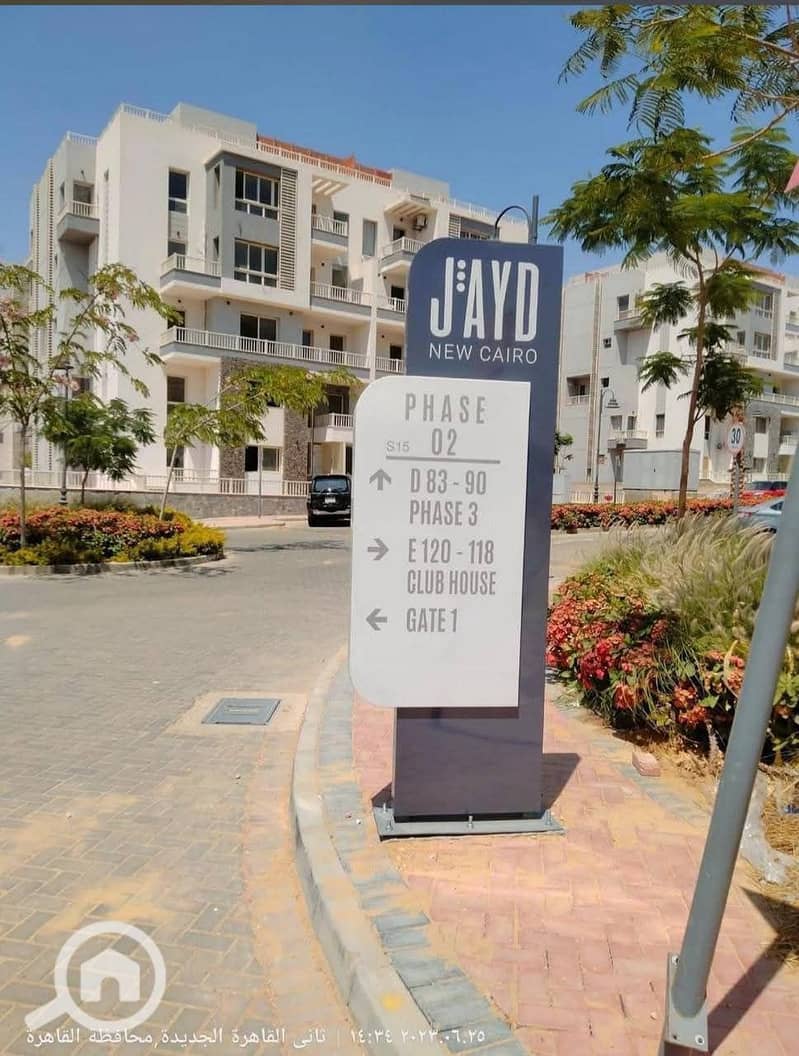 JAYD
NEW CAIRO
PHASE
S15 02
↑ D 83 - 90
PHASE 3
→ E 120 - 118
CLUB HOUSE
← GATE 1
30
٢٠٢٣.٠٦.٢٥ ١٤:٣٤ | ثانى القاهرة الجديدة,محافظة القاهرة